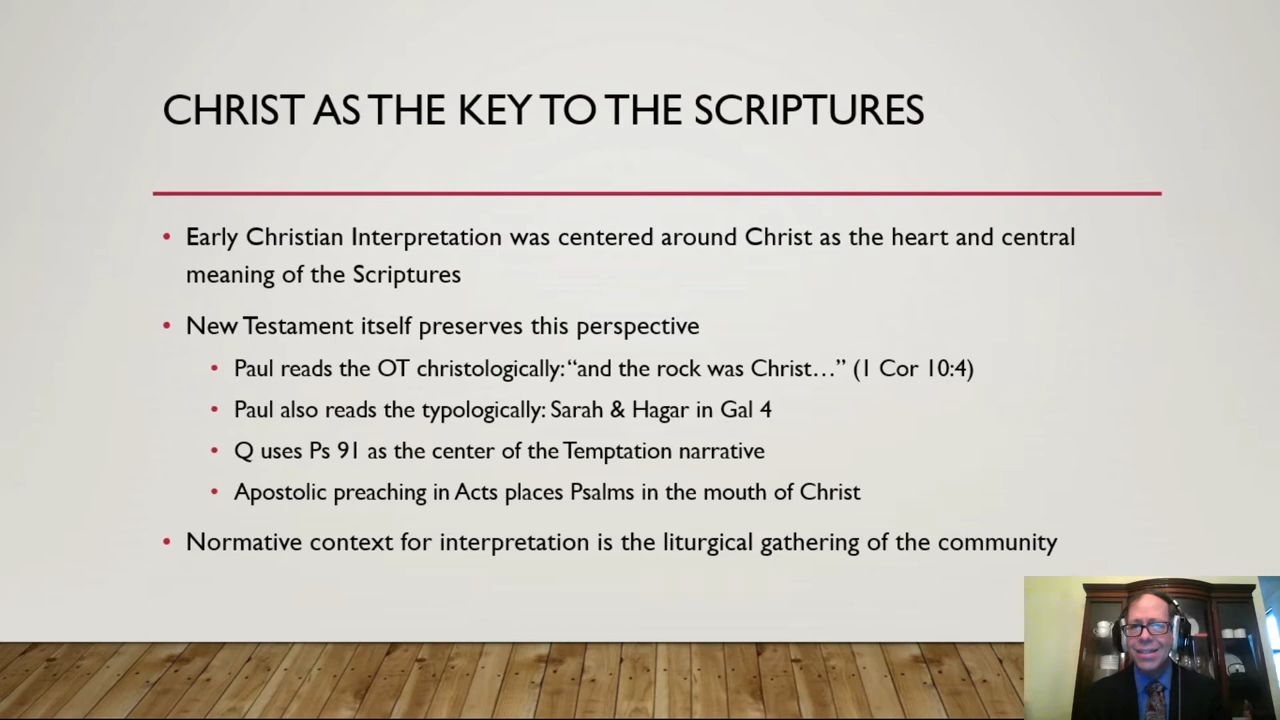 CHRIST AS THE KEY TO THE SCRIPTURES
• Early Christian Interpretation was centered around Christ as the heart and central
meaning of the Scriptures
• New Testament itself preserves this perspective
• Paul reads the OT christologically: “and the rock was Christ…” (1 Cor 10:4)
• Paul also reads the typologically: Sarah & Hagar in Gal 4
• Q uses Ps 91 as the center of the Temptation narrative
• Apostolic preaching in Acts places Psalms in the mouth of Christ
• Normative context for interpretation is the liturgical gathering of the community